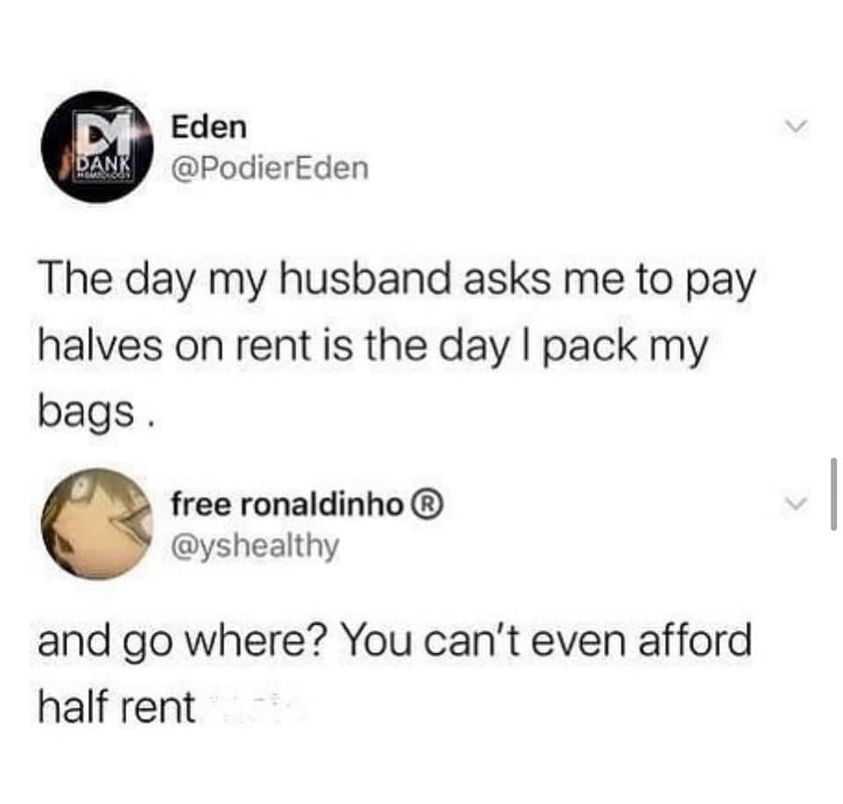 DM
DANK
Eden
@PodierEden
The day my husband asks me to pay
halves on rent is the day I pack my
bags .
free ronaldinho ®
@yshealthy
and go where? You can't even afford
half rent